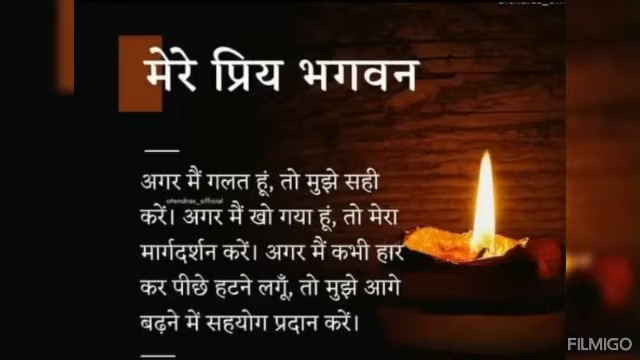 मेरे प्रिय भगवन
अगर मैं गलत हूं, तो मुझे सही
atendras_official
करें। अगर मैं खो गया हूं, तो मेरा
मार्गदर्शन करें। अगर मैं कभी हार
कर पीछे हटने लगूँ, तो मुझे आगे
बढ़ने में सहयोग प्रदान करें।
FILMIGO